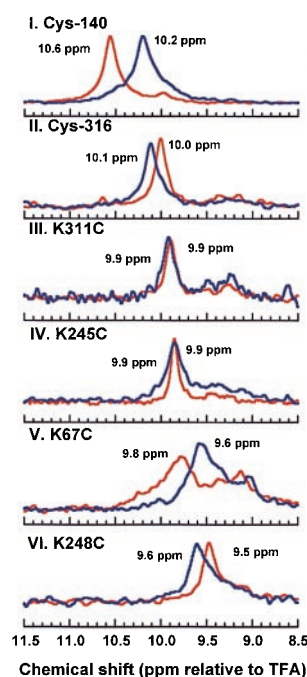 I. Cys-140
10.6 ppm 10.2 ppm
II. Cys-316
10.1 ppm 10.0 ppm
III. K311C
9.9 ppm 9.9 ppm
IV. K245C
9.9 ppm 9.9 ppm
V. K67C
9.8 ppm 9.6 ppm
VI. K248C
9.6 ppm 9.5 ppm
11.5 11.0 10.5 10.0 9.5 9.0 8.5
Chemical shift (ppm relative to TFA)